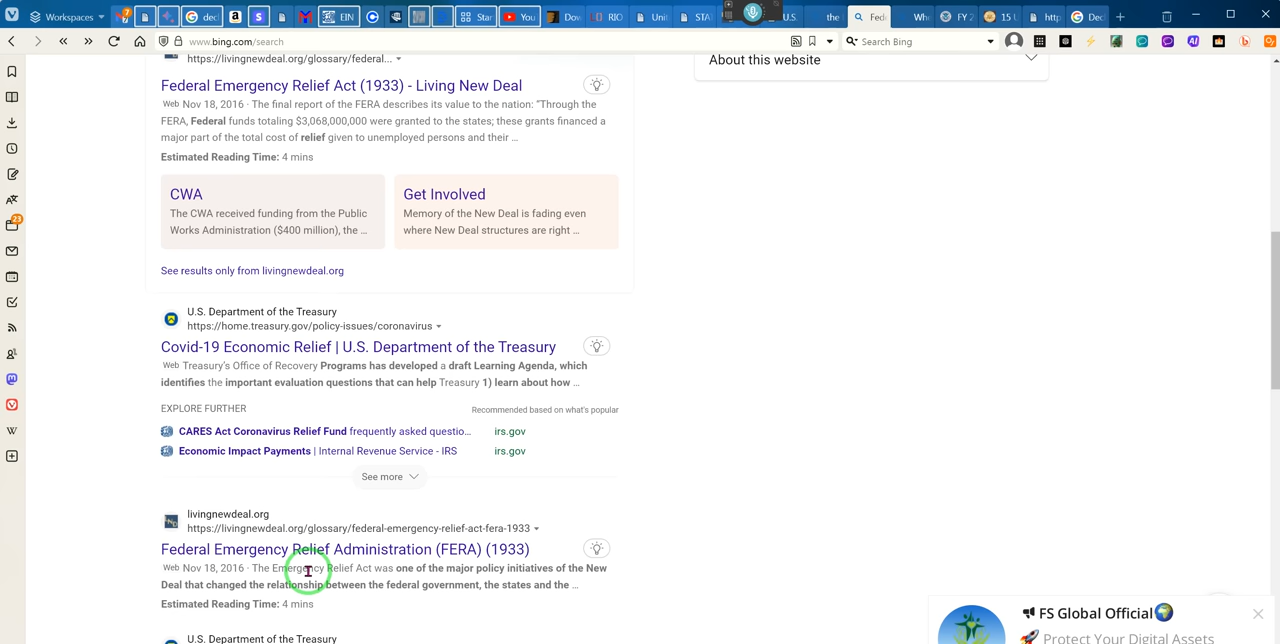 Workspaces
7
decl
EIN
Star
You
Dow
RIO
Unit
STA
U.S.
the
Fed
Wh
FY 2
15 U
http
Dec
www.bing.com/search
Search Bing
23
https://livingnewdeal.org/glossary/federal...
Federal Emergency Relief Act (1933) - Living New Deal
Web Nov 18, 2016 · The final report of the FERA describes its value to the nation: “Through the
FERA, Federal funds totaling $3,068,000,000 were granted to the states; these grants financed a
major part of the total cost of relief given to unemployed persons and their ...
Estimated Reading Time: 4 mins
CWA
The CWA received funding from the Public
Works Administration ($400 million), the ...
Get Involved
Memory of the New Deal is fading even
where New Deal structures are right ...
See results only from livingnewdeal.org
U.S. Department of the Treasury
https://home.treasury.gov/policy-issues/coronavirus
Covid-19 Economic Relief | U.S. Department of the Treasury
Web Treasury's Office of Recovery Programs has developed a draft Learning Agenda, which
identifies the important evaluation questions that can help Treasury 1) learn about how ...
EXPLORE FURTHER
Recommended based on what's popular
CARES Act Coronavirus Relief Fund frequently asked questio... irs.gov
Economic Impact Payments | Internal Revenue Service - IRS irs.gov
See more
livingnewdeal.org
https://livingnewdeal.org/glossary/federal-emergency-relief-act-fera-1933
Federal Emergency Relief Administration (FERA) (1933)
Web Nov 18, 2016 · The Emergency Relief Act was one of the major policy initiatives of the New
Deal that changed the relationship between the federal government, the states and the ...
Estimated Reading Time: 4 mins
U.S. Department of the Treasury
About this website
FS Global Official
Protect Your Digital Assets